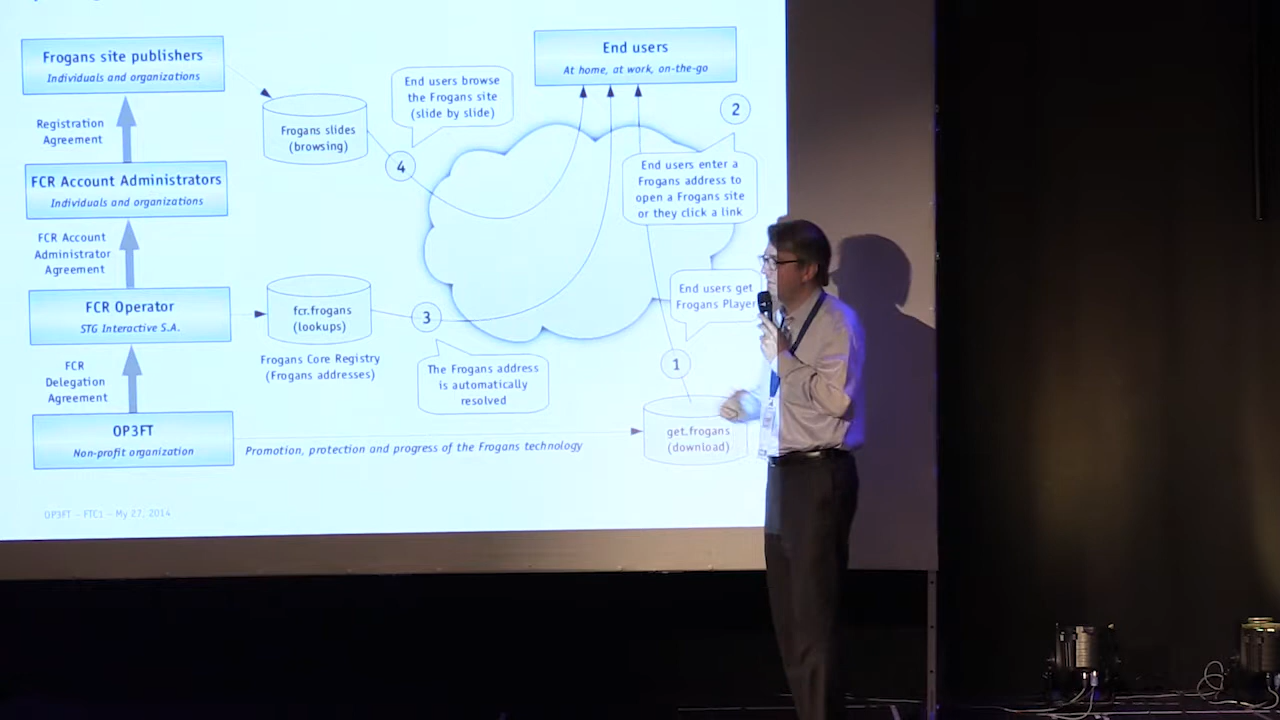 Frogans site publishers
Individuals and organizations
Registration
Agreement
FCR Account Administrators
Individuals and organizations
FCR Account
Administrator
Agreement
FCR Operator
STG Interactive S.A.
FCR
Delegation
Agreement
OP3FT
Non-profit organization
Frogans slides
(browsing)
End users browse
the Frogans site
(slide by slide)
4
fcr.frogans
(lookups)
Frogans Core Registry
(Frogans addresses)
3
The Frogans address
is automatically
resolved
End users
At home, at work, on-the-go
2
End users enter a
Frogans address to
open a Frogans site
or they click a link
End users get
Frogans Player
1
get.frogans
(download)
Promotion, protection and progress of the Frogans technology
OP3FT – FTC1 – My 27, 2014